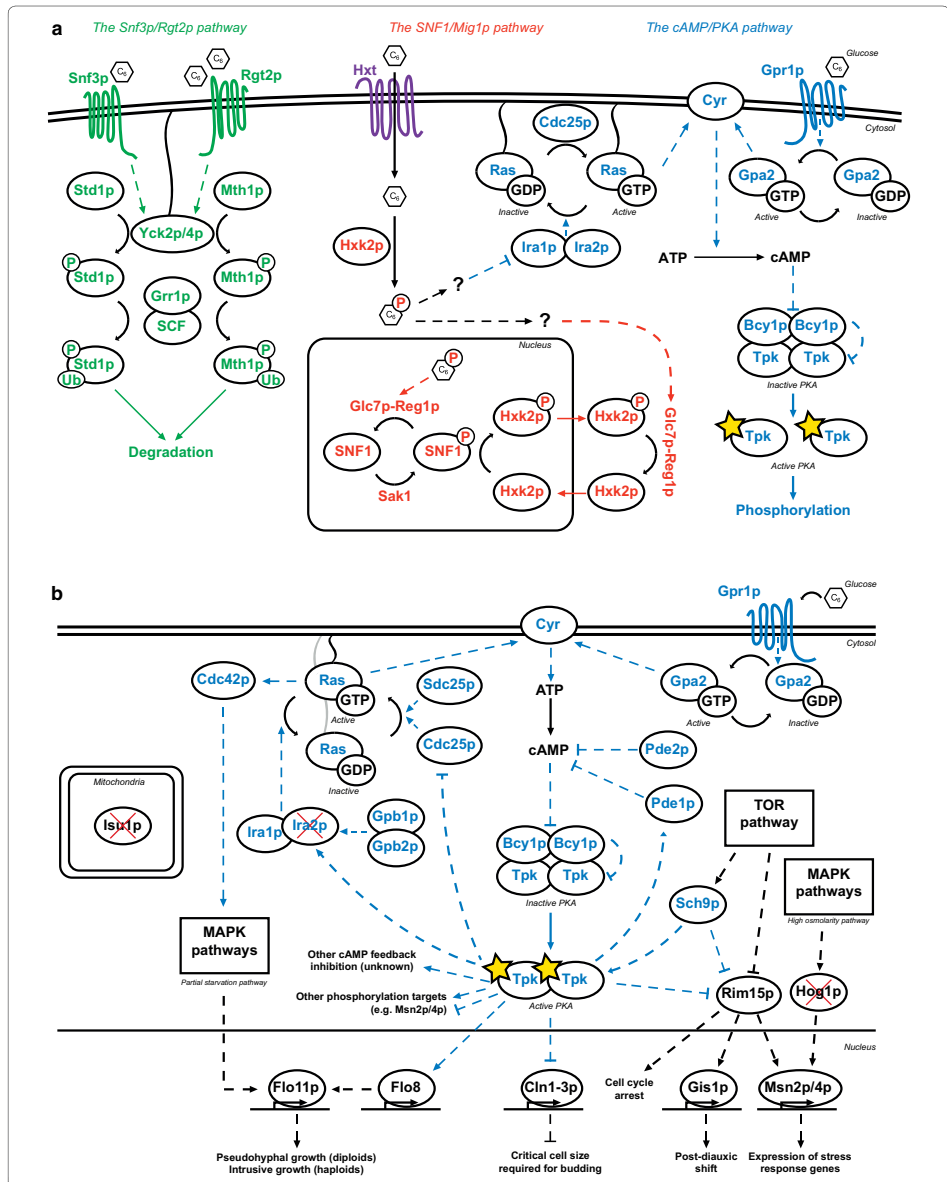 a
The Snf3p/Rgt2p pathway
The SNF1/Mig1p pathway
The cAMP/PKA pathway
Snf3p
C6
C6
C6
Rgt2p
Hxt
C6
Gpr1p
C6
Glucose
Cytosol
Cyr
Cdc25p
Ras
GDP
Inactive
Ras
GTP
Active
Gpa2
GTP
Active
Gpa2
GDP
Inactive
Std1p
Mth1p
Yck2p/4p
C6
Hxk2p
Ira1p
Ira2p
ATP
cAMP
P
Std1p
Grr1p
SCF
Mth1p
P
C6
P
?
?
Bcy1p
Bcy1p
Tpk
Tpk
Inactive PKA
P
Std1p
Ub
P
Mth1p
Ub
Degradation
Nucleus
C6
P
Glc7p-Reg1p
SNF1
SNF1
P
Sak1
Hxk2p
P
Hxk2p
P
Hxk2p
Hxk2p
Glc7p-Reg1p
Tpk
Tpk
Active PKA
Phosphorylation
b
Gpr1p
C6
Glucose
Cytosol
Cyr
Cdc42p
Ras
GTP
Active
Sdc25p
ATP
Gpa2
GTP
Active
Gpa2
GDP
Inactive
Ras
GDP
Inactive
Cdc25p
cAMP
Pde2p
Mitochondria
Isu1p
Ira1p
Ira2p
Gpb1p
Gpb2p
Pde1p
TOR
pathway
Bcy1p
Bcy1p
Tpk
Tpk
Inactive PKA
Sch9p
MAPK
pathways
High osmolarity pathway
MAPK
pathways
Partial starvation pathway
Other cAMP feedback
inhibition (unknown)
Other phosphorylation targets
(e.g. Msn2p/4p)
Tpk
Tpk
Active PKA
Rim15p
Hog1p
Nucleus
Flo11p
Flo8
Cln1-3p
Cell cycle
arrest
Gis1p
Msn2p/4p
Pseudohyphal growth (diploids)
Intrusive growth (haploids)
Critical cell size
required for budding
Post-diauxic
shift
Expression of stress
response genes